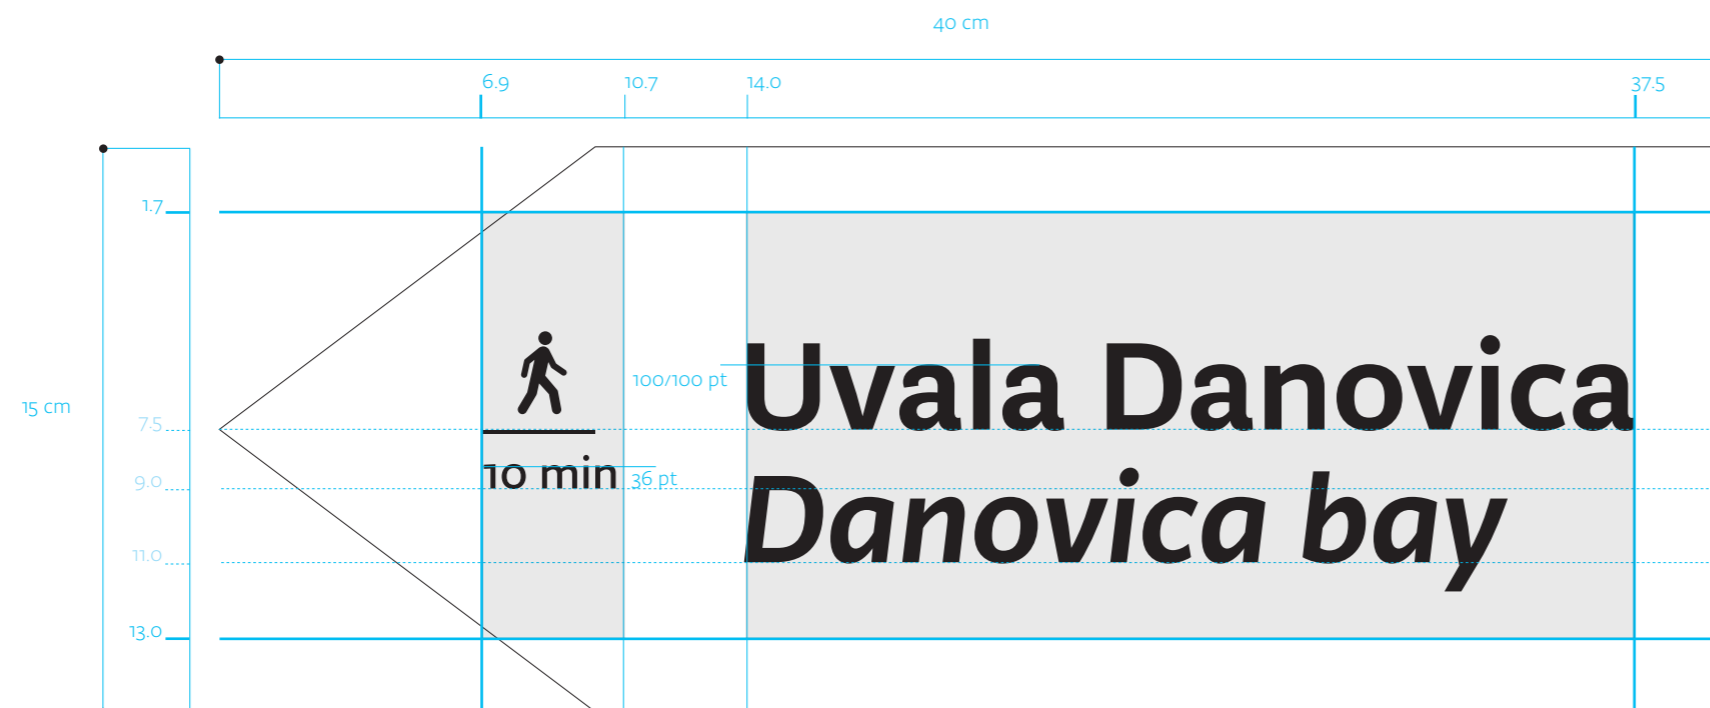 40 cm
6.9 10.7 14.0 37.5
1.7
15 cm
7.5
9.0
11.0
13.0
10 min
100/100 pt
36 pt
Uvala Danovica
Danovica bay